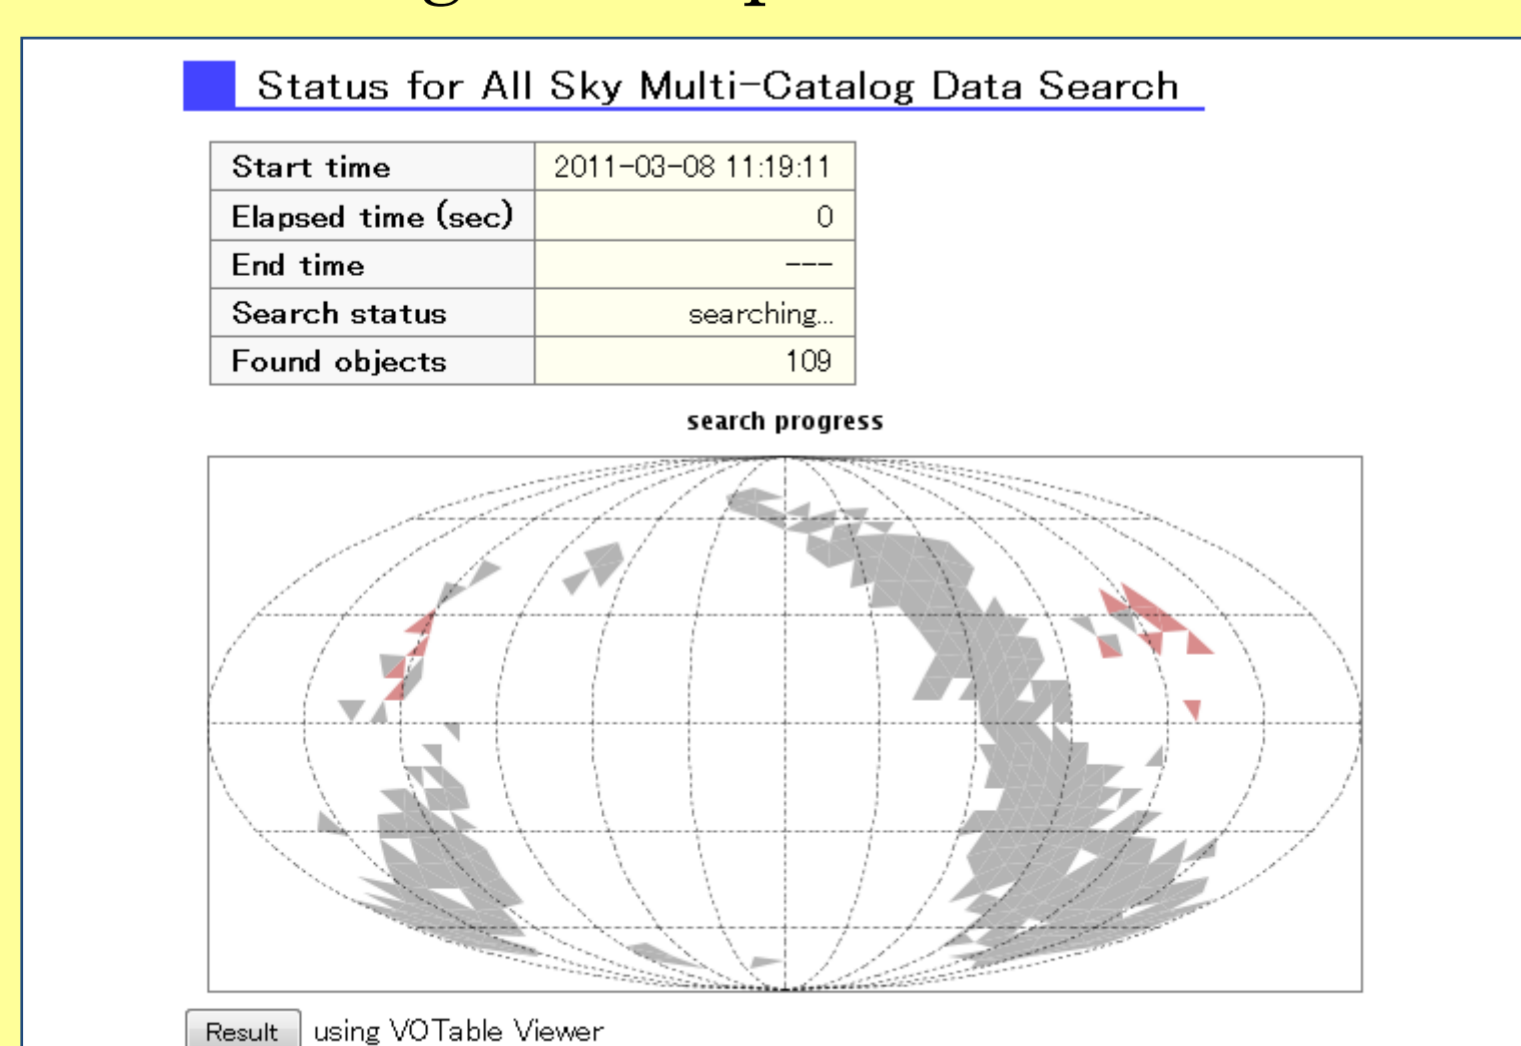 Status for All Sky Multi-Catalog Data Search
Start time 2011-03-08 11:19:11
Elapsed time (sec) 0
End time ---
Search status searching...
Found objects 109
search progress
Result using VOTable Viewer